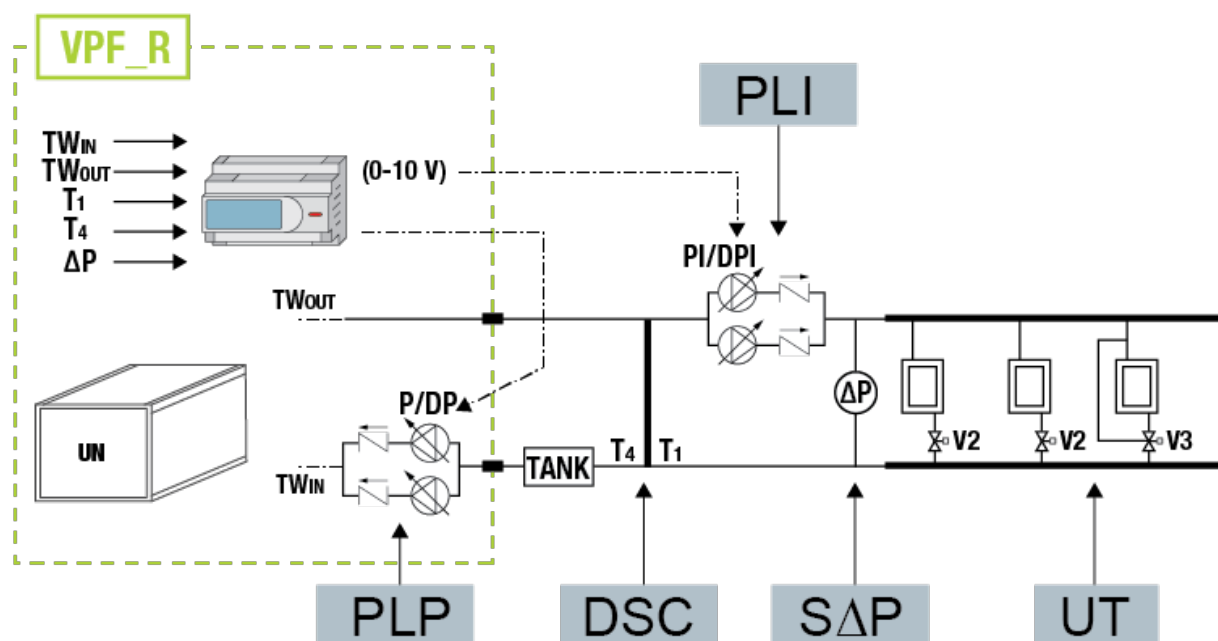 VPF_R
PLI
TWIN
TWOUT
(0-10 V)
T1
T4
ΔP
PI/DPI
TWOUT
P/DP
ΔP
UN
V2
V2
V3
TWIN
TANK
T4
T1
PLP
DSC
SΔP
UT